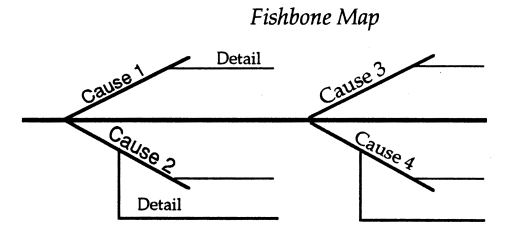 Fishbone Map
Cause 1
Detail
Cause 3
Cause 2
Detail
Cause 4